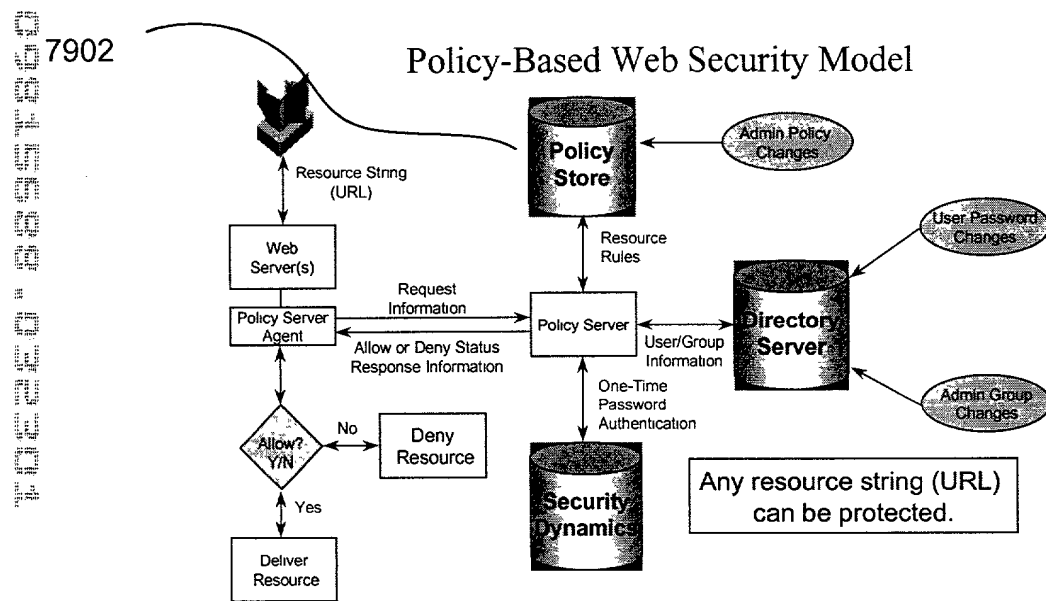 7902
Policy-Based Web Security Model
Resource String
(URL)
Policy
Store
Admin Policy
Changes
Web
Server(s)
Resource
Rules
User Password
Changes
Policy Server
Agent
Request
Information
Allow or Deny Status
Response Information
Policy Server
User/Group
Information
Directory
Server
One-Time
Password
Authentication
Admin Group
Changes
Allow?
Y/N
No
Deny
Resource
Yes
Deliver
Resource
Security
Dynamics
Any resource string (URL)
can be protected.